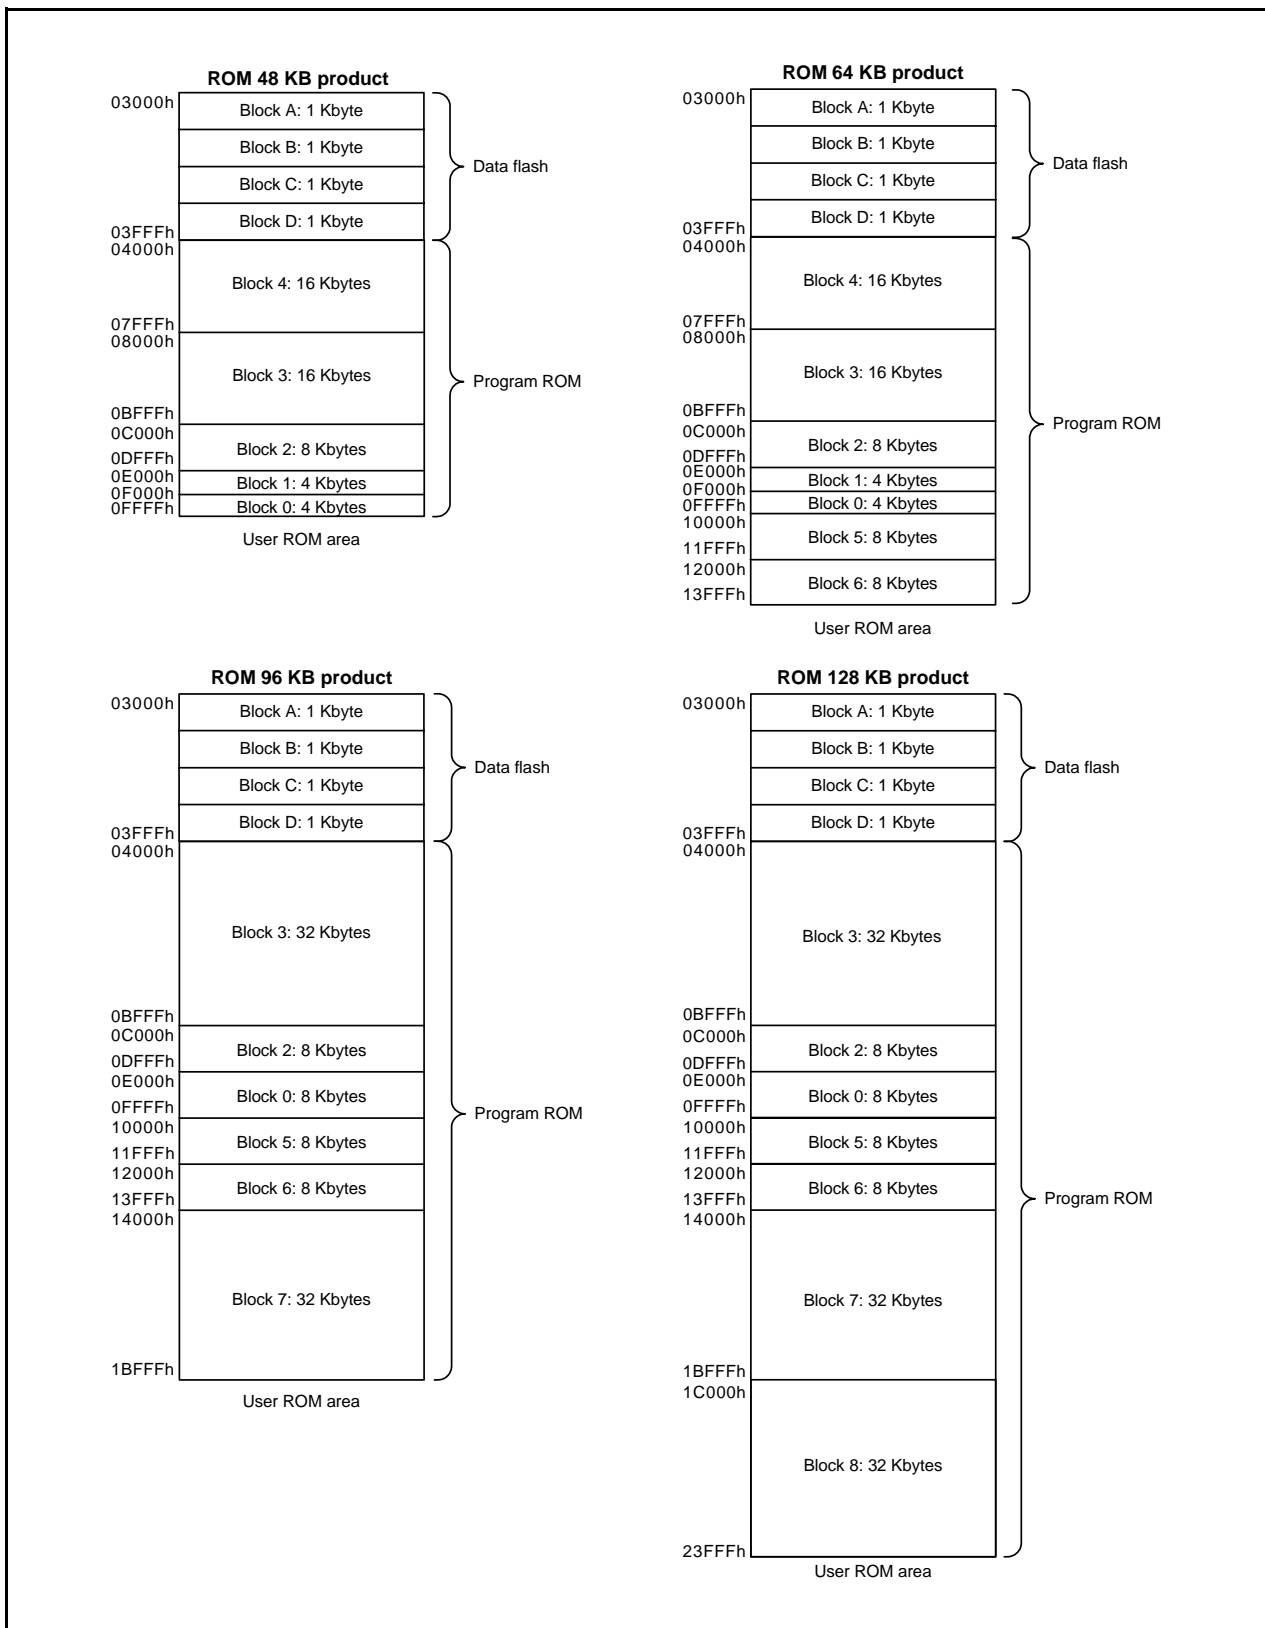 ROM 48 KB product
03000h
Block A: 1 Kbyte
Block B: 1 Kbyte
Data flash
Block C: 1 Kbyte
Block D: 1 Kbyte
03FFFh
04000h
Block 4: 16 Kbytes
07FFFh
08000h
Block 3: 16 Kbytes
Program ROM
0BFFFh
0C000h
Block 2: 8 Kbytes
0DFFFh
0E000h
Block 1: 4 Kbytes
0F000h
Block 0: 4 Kbytes
0FFFFh
User ROM area
ROM 64 KB product
03000h
Block A: 1 Kbyte
Block B: 1 Kbyte
Data flash
Block C: 1 Kbyte
Block D: 1 Kbyte
03FFFh
04000h
Block 4: 16 Kbytes
07FFFh
08000h
Block 3: 16 Kbytes
0BFFFh
Program ROM
0C000h
Block 2: 8 Kbytes
0DFFFh
0E000h
Block 1: 4 Kbytes
0F000h
Block 0: 4 Kbytes
0FFFFh
10000h
Block 5: 8 Kbytes
11FFFh
12000h
Block 6: 8 Kbytes
13FFFh
User ROM area
ROM 96 KB product
03000h
Block A: 1 Kbyte
Block B: 1 Kbyte
Data flash
Block C: 1 Kbyte
Block D: 1 Kbyte
03FFFh
04000h
Block 3: 32 Kbytes
0BFFFh
0C000h
Block 2: 8 Kbytes
0DFFFh
0E000h
Block 0: 8 Kbytes
0FFFFh
Program ROM
10000h
Block 5: 8 Kbytes
11FFFh
12000h
Block 6: 8 Kbytes
13FFFh
14000h
Block 7: 32 Kbytes
1BFFFh
User ROM area
ROM 128 KB product
03000h
Block A: 1 Kbyte
Block B: 1 Kbyte
Data flash
Block C: 1 Kbyte
Block D: 1 Kbyte
03FFFh
04000h
Block 3: 32 Kbytes
0BFFFh
0C000h
Block 2: 8 Kbytes
0DFFFh
0E000h
Block 0: 8 Kbytes
0FFFFh
10000h
Block 5: 8 Kbytes
11FFFh
12000h
Block 6: 8 Kbytes
13FFFh
Program ROM
14000h
Block 7: 32 Kbytes
1BFFFh
1C000h
Block 8: 32 Kbytes
23FFFh
User ROM area